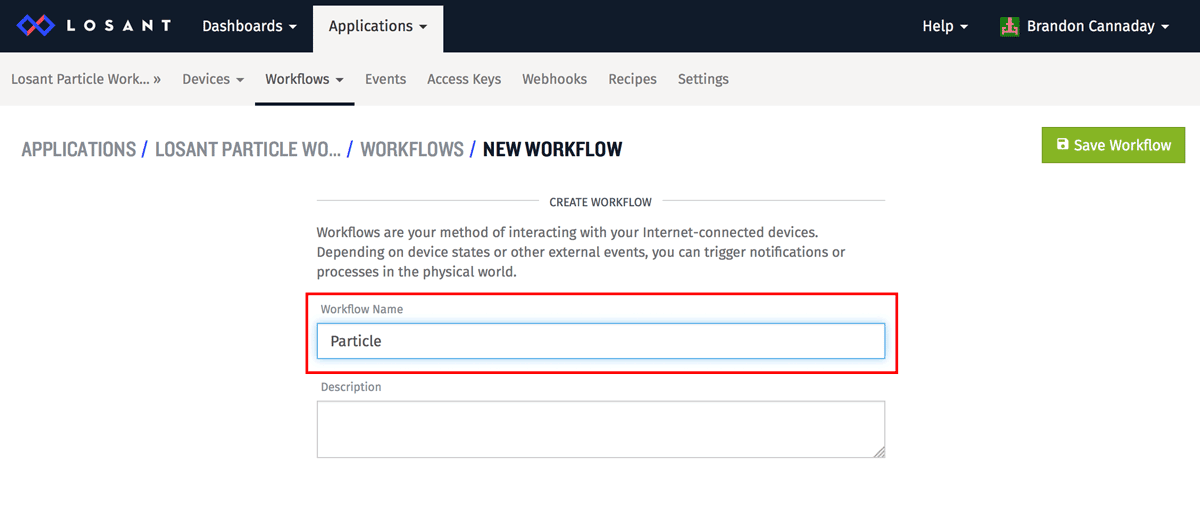 LOSANT Dashboards Applications Help Brandon Cannaday
Losant Particle Work... » Devices Workflows Events Access Keys Webhooks Recipes Settings
APPLICATIONS / LOSANT PARTICLE WO... / WORKFLOWS / NEW WORKFLOW
Save Workflow
CREATE WORKFLOW
Workflows are your method of interacting with your Internet-connected devices.
Depending on device states or other external events, you can trigger notifications or
processes in the physical world.
Workflow Name
Particle
Description